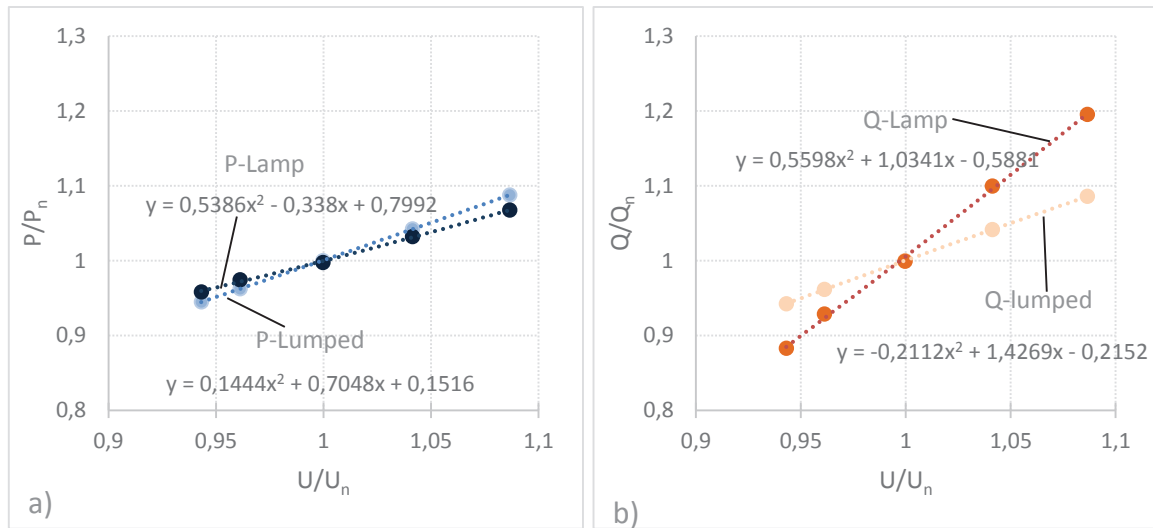 1,3
1,2
1,1
1
0,9
0,8
P/Pn
P-Lamp
y = 0,5386x² - 0,338x + 0,7992
P-Lumped
y = 0,1444x² + 0,7048x + 0,1516
0,9
0,95
1
1,05
1,1
U/Un
a)
1,3
1,2
1,1
1
0,9
0,8
Q/Qn
Q-Lamp
y = 0,5598x² + 1,0341x - 0,5881
Q-lumped
y = -0,2112x² + 1,4269x - 0,2152
0,9
0,95
1
1,05
1,1
U/Un
b)